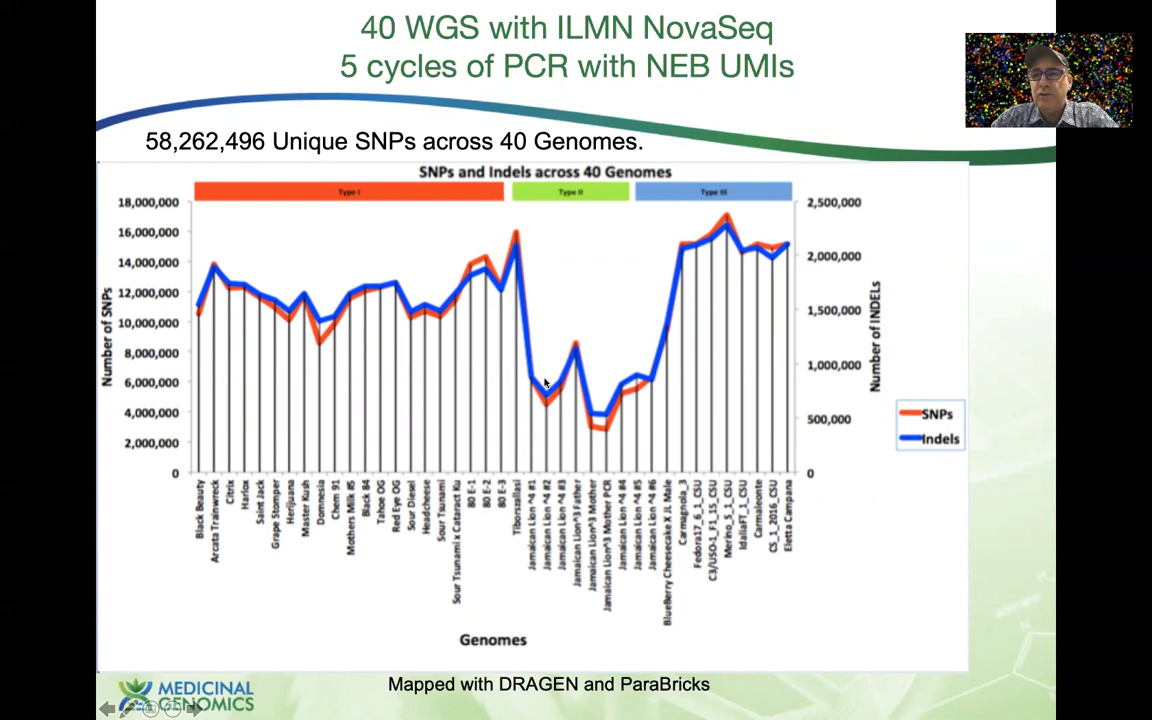 40 WGS with ILMN NovaSeq
5 cycles of PCR with NEB UMIs
58,262,496 Unique SNPs across 40 Genomes.
SNPs and Indels across 40 Genomes
Type I
Type II
Type III
18,000,000
16,000,000
14,000,000
12,000,000
10,000,000
8,000,000
6,000,000
4,000,000
2,000,000
0
Number of SNPs
2,500,000
2,000,000
1,500,000
1,000,000
500,000
0
Number of INDELs
SNPs
Indels
Black Beauty
Arcata Trainwreck
Citrix
Harlox
Saint Jack
Grape Stomper
Herijuana
Master Kush
Domnesia
Chem 91
Mothers Milk #5
Black 84
Tahoe OG
Red Eye OG
Sour Diesel
Headcheese
Sour Tsunami
Sour Tsunami x Cataract Ku
80 E-1
80 E-2
80 E-3
Tiborszallasi
Jamaican Lion ^4 #1
Jamaican Lion ^4 #2
Jamaican Lion ^4 #3
Jamaican Lion^3 Father
Jamaican Lion^3 Mother
Jamaican Lion^3 Mother PCR
Jamaican Lion ^4 #4
Jamaican Lion ^4 #5
Jamaican Lion ^4 #6
BlueBerry Cheesecake X JL Male
Carmagnola_3
Fedora17_6_1_CSU
C3/USO-1_F1_1S_CSU
Merino_S_1_CSU
IdaliaFT_1_CSU
Carmaleonte
CS_1_2016_CSU
Eletta Campana
Genomes
Mapped with DRAGEN and ParaBricks
MEDICINAL
GENOMICS